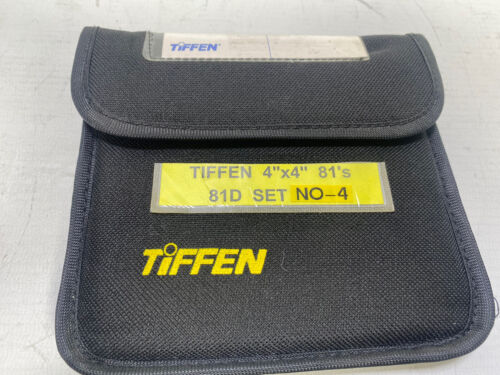 TIFFEN
TIFFEN 4"x4" 81's
81D SET NO-4
TIFFEN